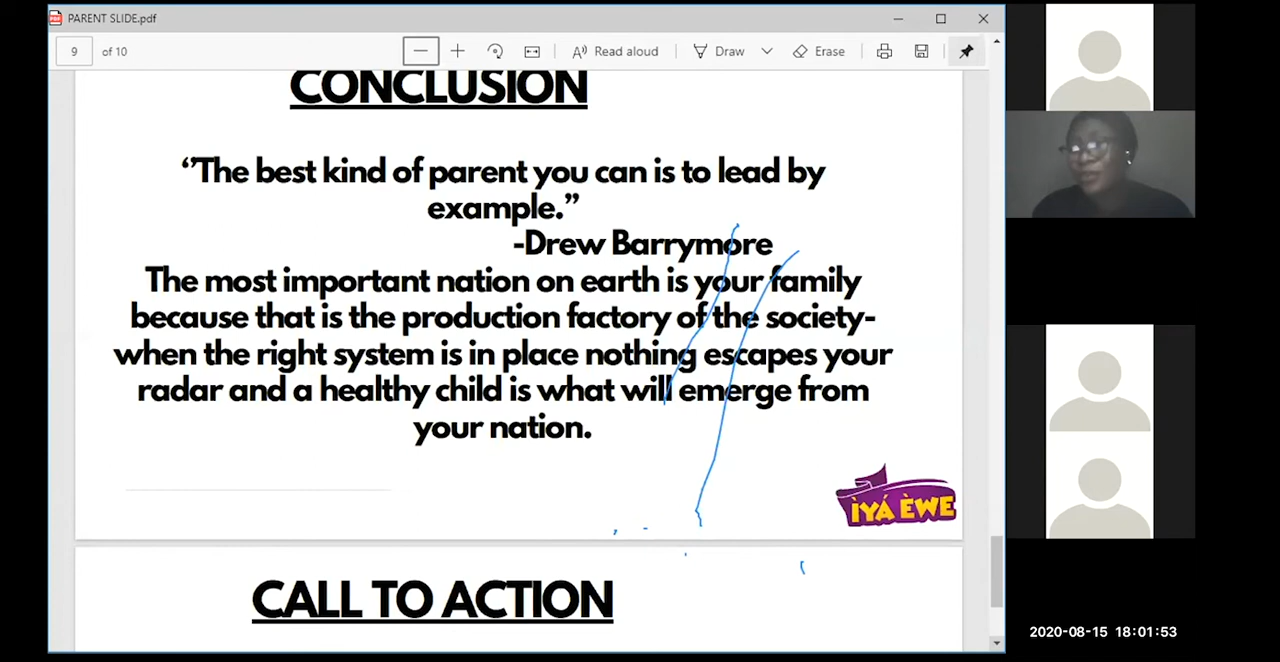 PARENT SLIDE.pdf
9 of 10
Read aloud
Draw
Erase
CONCLUSION
‘’The best kind of parent you can is to lead by
example.”
-Drew Barrymore
The most important nation on earth is your family
because that is the production factory of the society-
when the right system is in place nothing escapes your
radar and a healthy child is what will emerge from
your nation.
ÌYÁ ÈWE
CALL TO ACTION
2020-08-15 18:01:53